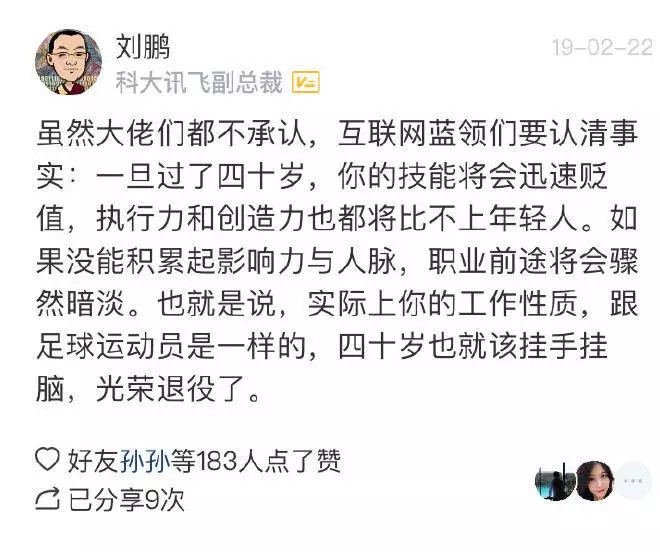 刘鹏
19-02-22
科大讯飞副总裁
虽然大佬们都不承认，互联网蓝领们要认清事
实：一旦过了四十岁，你的技能将会迅速贬
值，执行力和创造力也都将比不上年轻人。如
果没能积累起影响力与人脉，职业前途将会骤
然暗淡。也就是说，实际上你的工作性质，跟
足球运动员是一样的，四十岁也就该挂手挂
脑，光荣退役了。
好友孙孙等183人点了赞
已分享9次